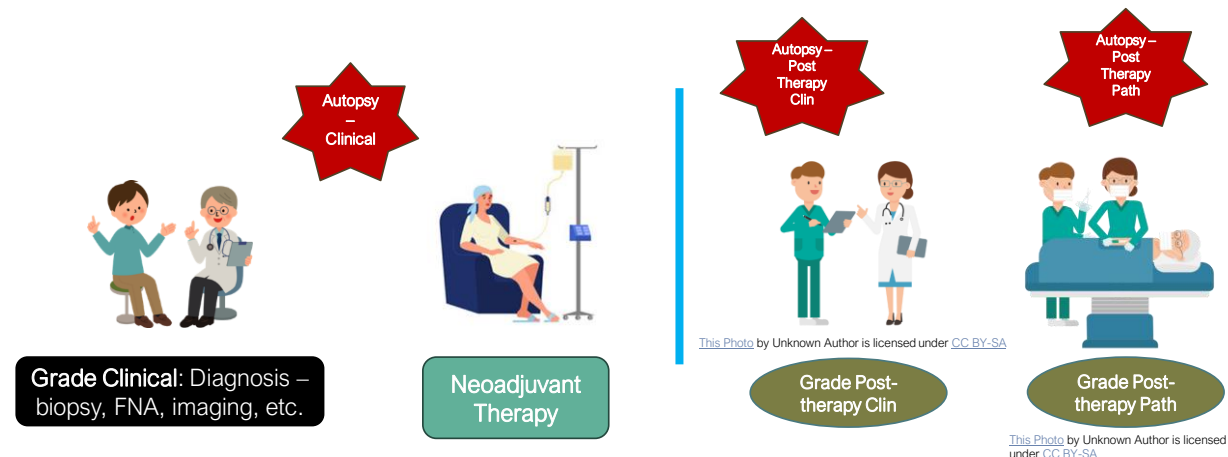 Autopsy
–
Clinical
Autopsy –
Post
Therapy
Clin
Autopsy –
Post
Therapy
Path
This Photo by Unknown Author is licensed under CC BY-SA
Grade Clinical: Diagnosis –
biopsy, FNA, imaging, etc.
Neoadjuvant
Therapy
Grade Post-
therapy Clin
Grade Post-
therapy Path
This Photo by Unknown Author is licensed
under CC BY-SA